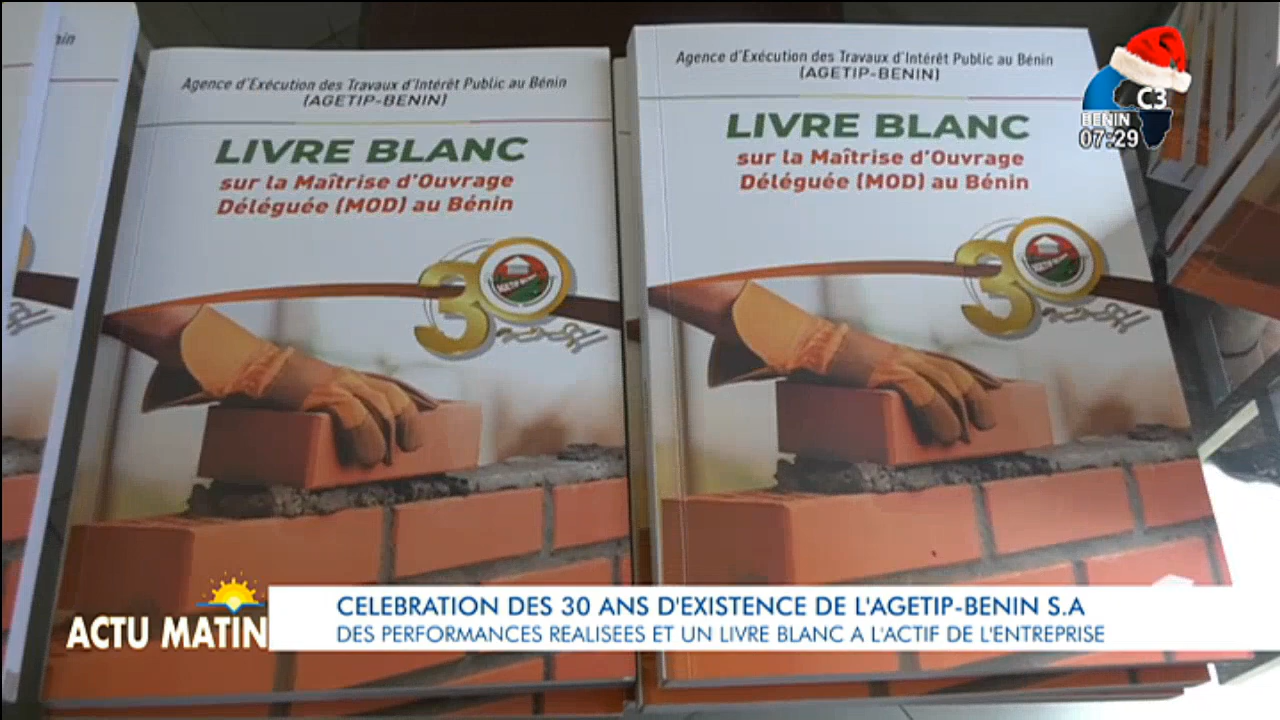 nin
Agence d'Exécution des Travaux d'Intérêt Public au Bénin
(AGETIP-BENIN)
LIVRE BLANC
sur la Maîtrise d'Ouvrage
Déléguée (MOD) au Bénin
30
Agence d'Exécution des Travaux d'Intérêt Public au Bénin
(AGETIP-BENIN)
LIVRE BLANC
sur la Maîtrise d'Ouvrage
Déléguée (MOD) au Bénin
30
C3
BENIN
07:29
ACTU MATIN
CELEBRATION DES 30 ANS D'EXISTENCE DE L'AGETIP-BENIN S.A
DES PERFORMANCES REALISEES ET UN LIVRE BLANC A L'ACTIF DE L'ENTREPRISE